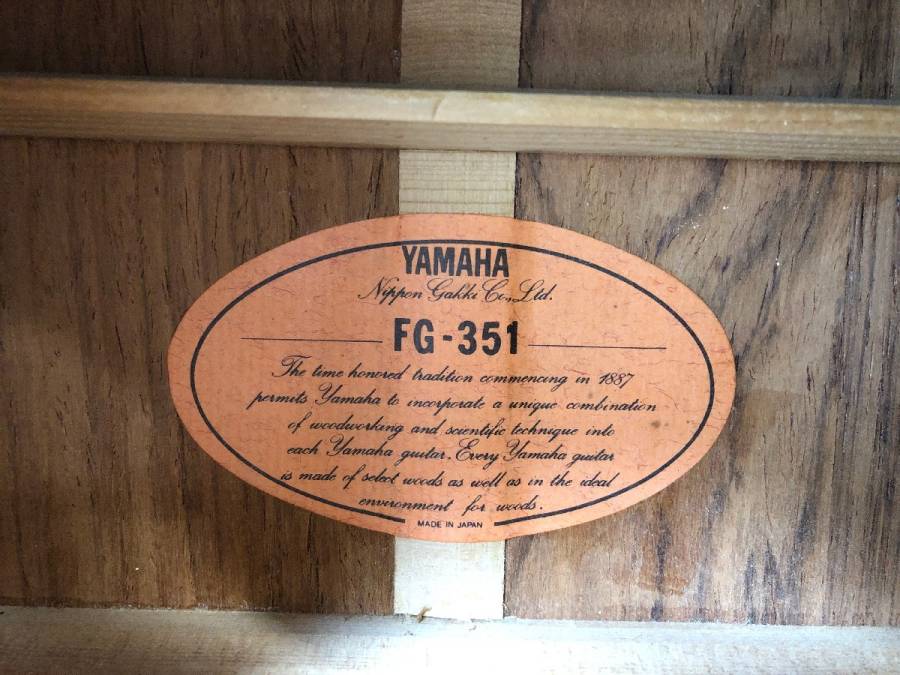 YAMAHA
Nippon Gakki Co., Ltd.
FG-351
The time honored tradition commencing in 1887
permits Yamaha to incorporate a unique combination
of woodworking and scientific technique into
each Yamaha guitar. Every Yamaha guitar
is made of select woods as well as in the ideal
environment for woods.
MADE IN JAPAN